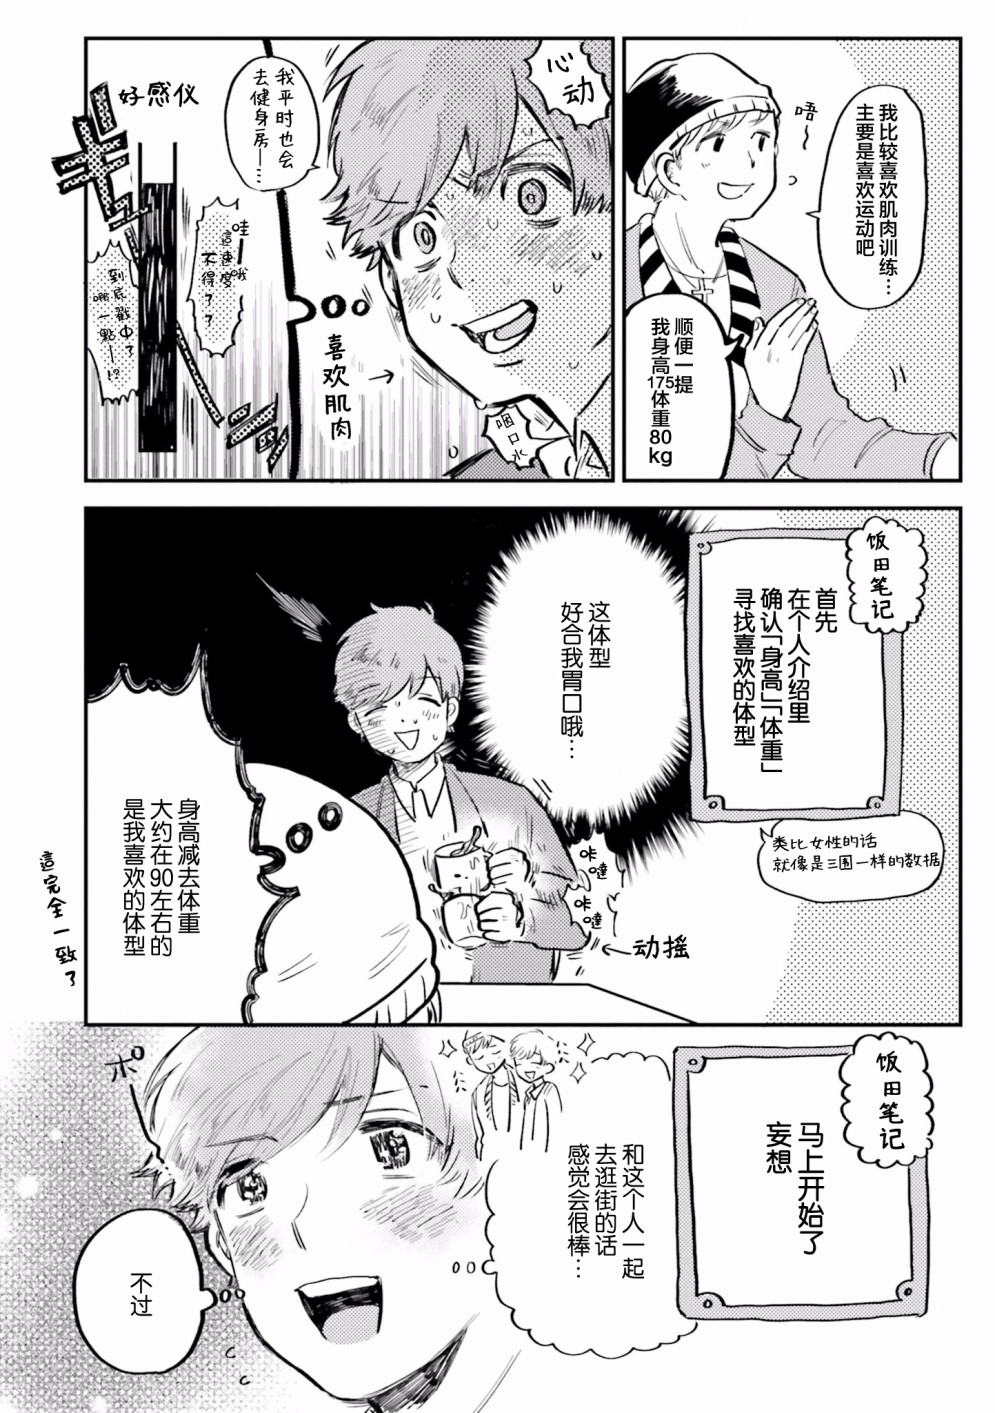 唔～
我比较喜欢肌肉训练…
主要是喜欢运动吧
顺便一提
我身高175体重80kg
心动
我平时也会
去健身房—…
好感仪
喜欢肌肉
咽口水
哇—
這速度
不得了？
到底戳中了
哪一點—!?
饭田笔记
首先
在个人介绍里
确认「身高」「体重」
寻找喜欢的体型
类比女性的话
就像是三围一样的数据
这体型
好合我胃口哦…
咔噠
咔噠
动摇
身高减去体重
大约在90左右的
是我喜欢的体型
這完全一致了
饭田笔记
马上开始了
妄想
和这个人一起
去逛街的话
感觉会很棒…
ポ
不过